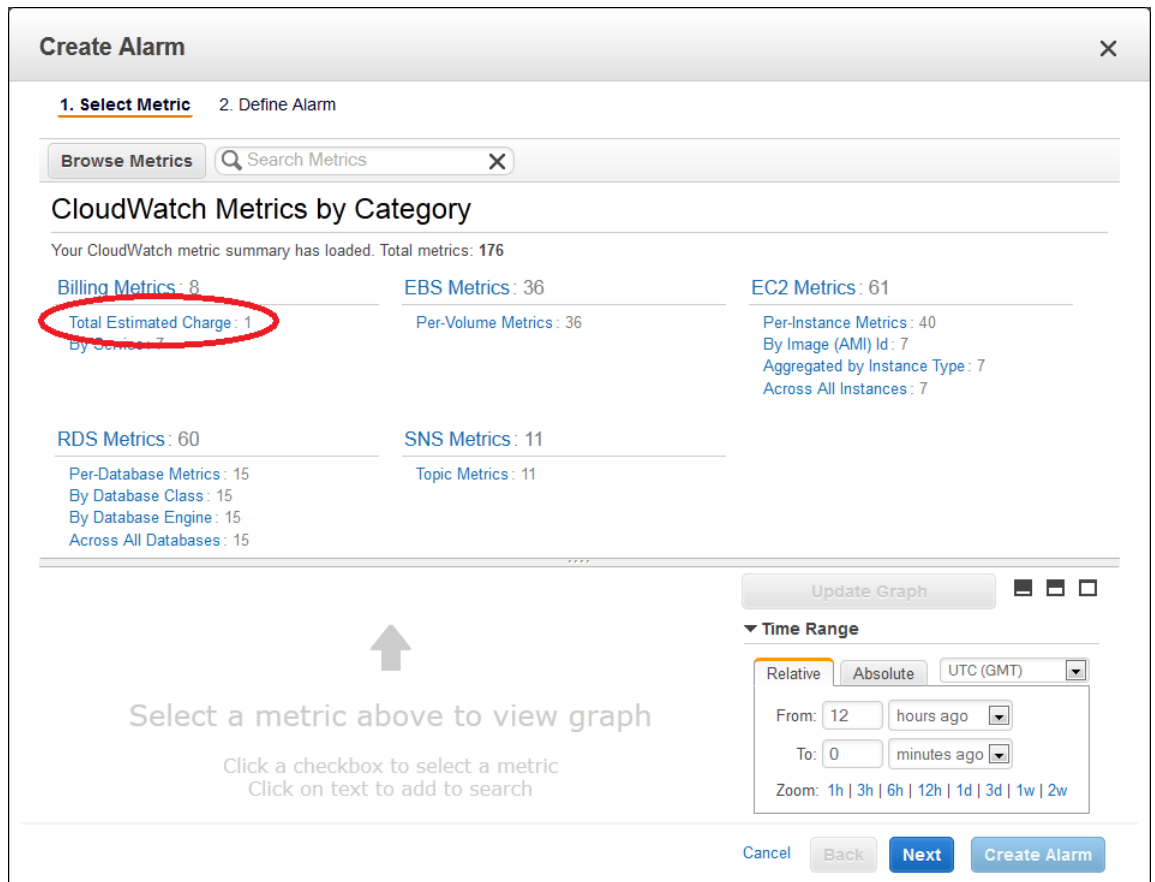 Create Alarm
1. Select Metric 2. Define Alarm
Browse Metrics Search Metrics
CloudWatch Metrics by Category
Your CloudWatch metric summary has loaded. Total metrics: 176
Billing Metrics: 8
Total Estimated Charge: 1
By Service: 7
EBS Metrics: 36
Per-Volume Metrics: 36
EC2 Metrics: 61
Per-Instance Metrics: 40
By Image (AMI) Id: 7
Aggregated by Instance Type: 7
Across All Instances: 7
RDS Metrics: 60
Per-Database Metrics: 15
By Database Class: 15
By Database Engine: 15
Across All Databases: 15
SNS Metrics: 11
Topic Metrics: 11
Select a metric above to view graph
Click a checkbox to select a metric
Click on text to add to search
Update Graph
Time Range
Relative Absolute UTC (GMT)
From: 12 hours ago
To: 0 minutes ago
Zoom: 1h | 3h | 6h | 12h | 1d | 3d | 1w | 2w
Cancel Back Next Create Alarm